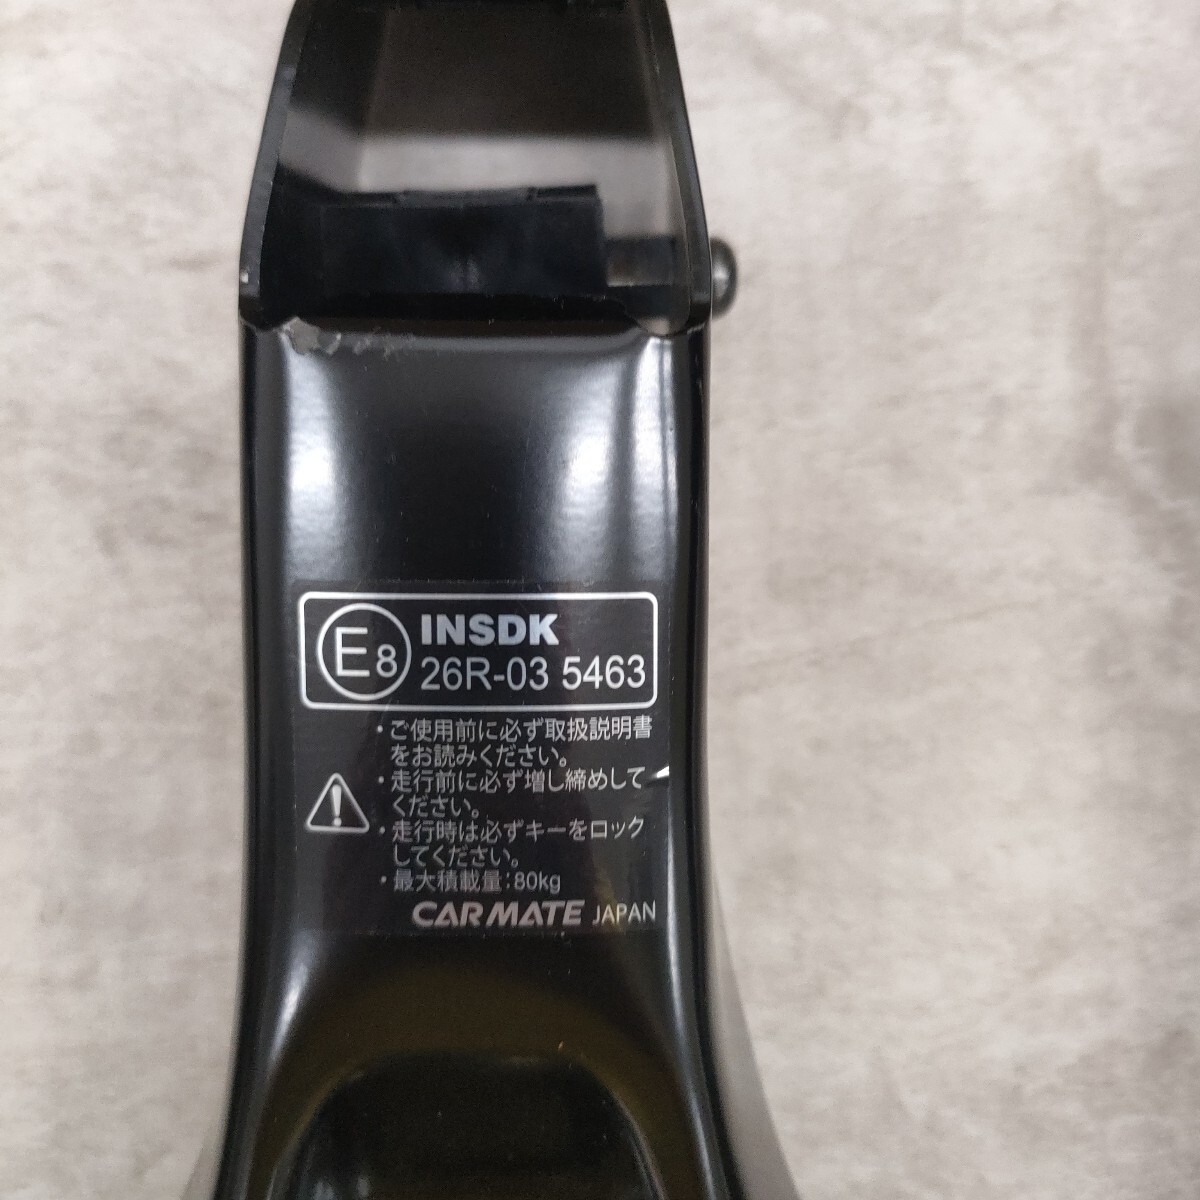 E8 INSDK
26R-03 5463
・ご使用前に必ず取扱説明書
をお読みください。
・走行前に必ず増し締めして
ください。
・走行時は必ずキーをロック
してください。
・最大積載量:80kg
CARMATE JAPAN